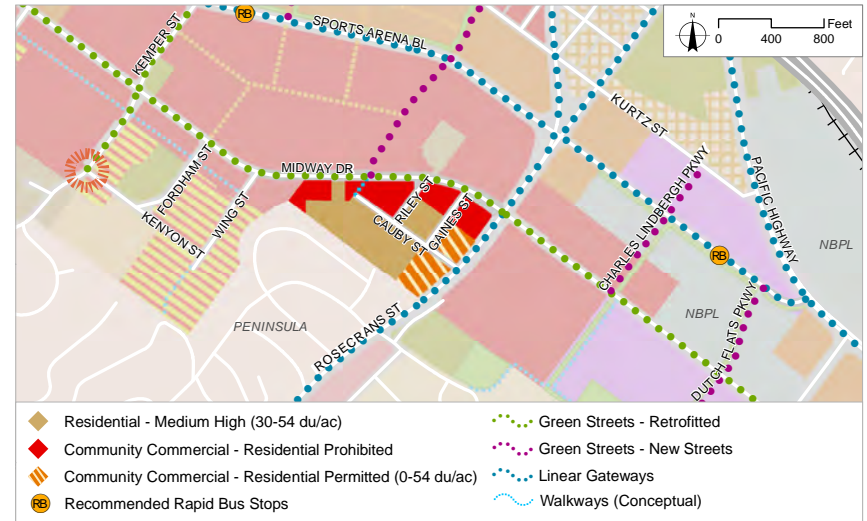 RB
SPORTS ARENA BL
N
Feet
0 400 800
KEMPER ST
KURTZ ST
MIDWAY DR
FORDHAM ST
WING ST
KENYON ST
RILEY ST
CAUBY ST
GAINES ST
CHARLES LINDBERGH PKWY
PACIFIC HIGHWAY
NBPL
RB
NBPL
PENINSULA
ROSECRANS ST
DUTCH FLATS PKWY
Residential - Medium High (30-54 du/ac)
Community Commercial - Residential Prohibited
Community Commercial - Residential Permitted (0-54 du/ac)
RB Recommended Rapid Bus Stops
Green Streets - Retrofitted
Green Streets - New Streets
Linear Gateways
Walkways (Conceptual)